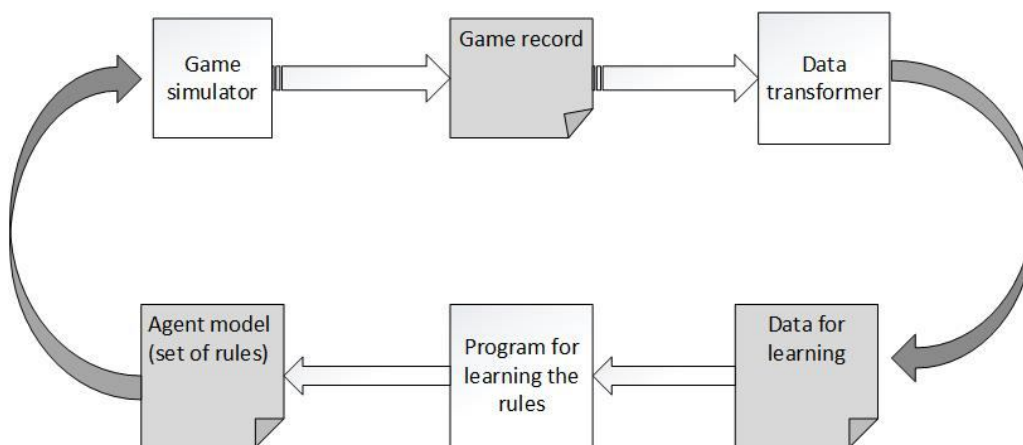 Game
simulator
Game record
Data
transformer
Agent model
(set of rules)
Program for
learning the
rules
Data for
learning